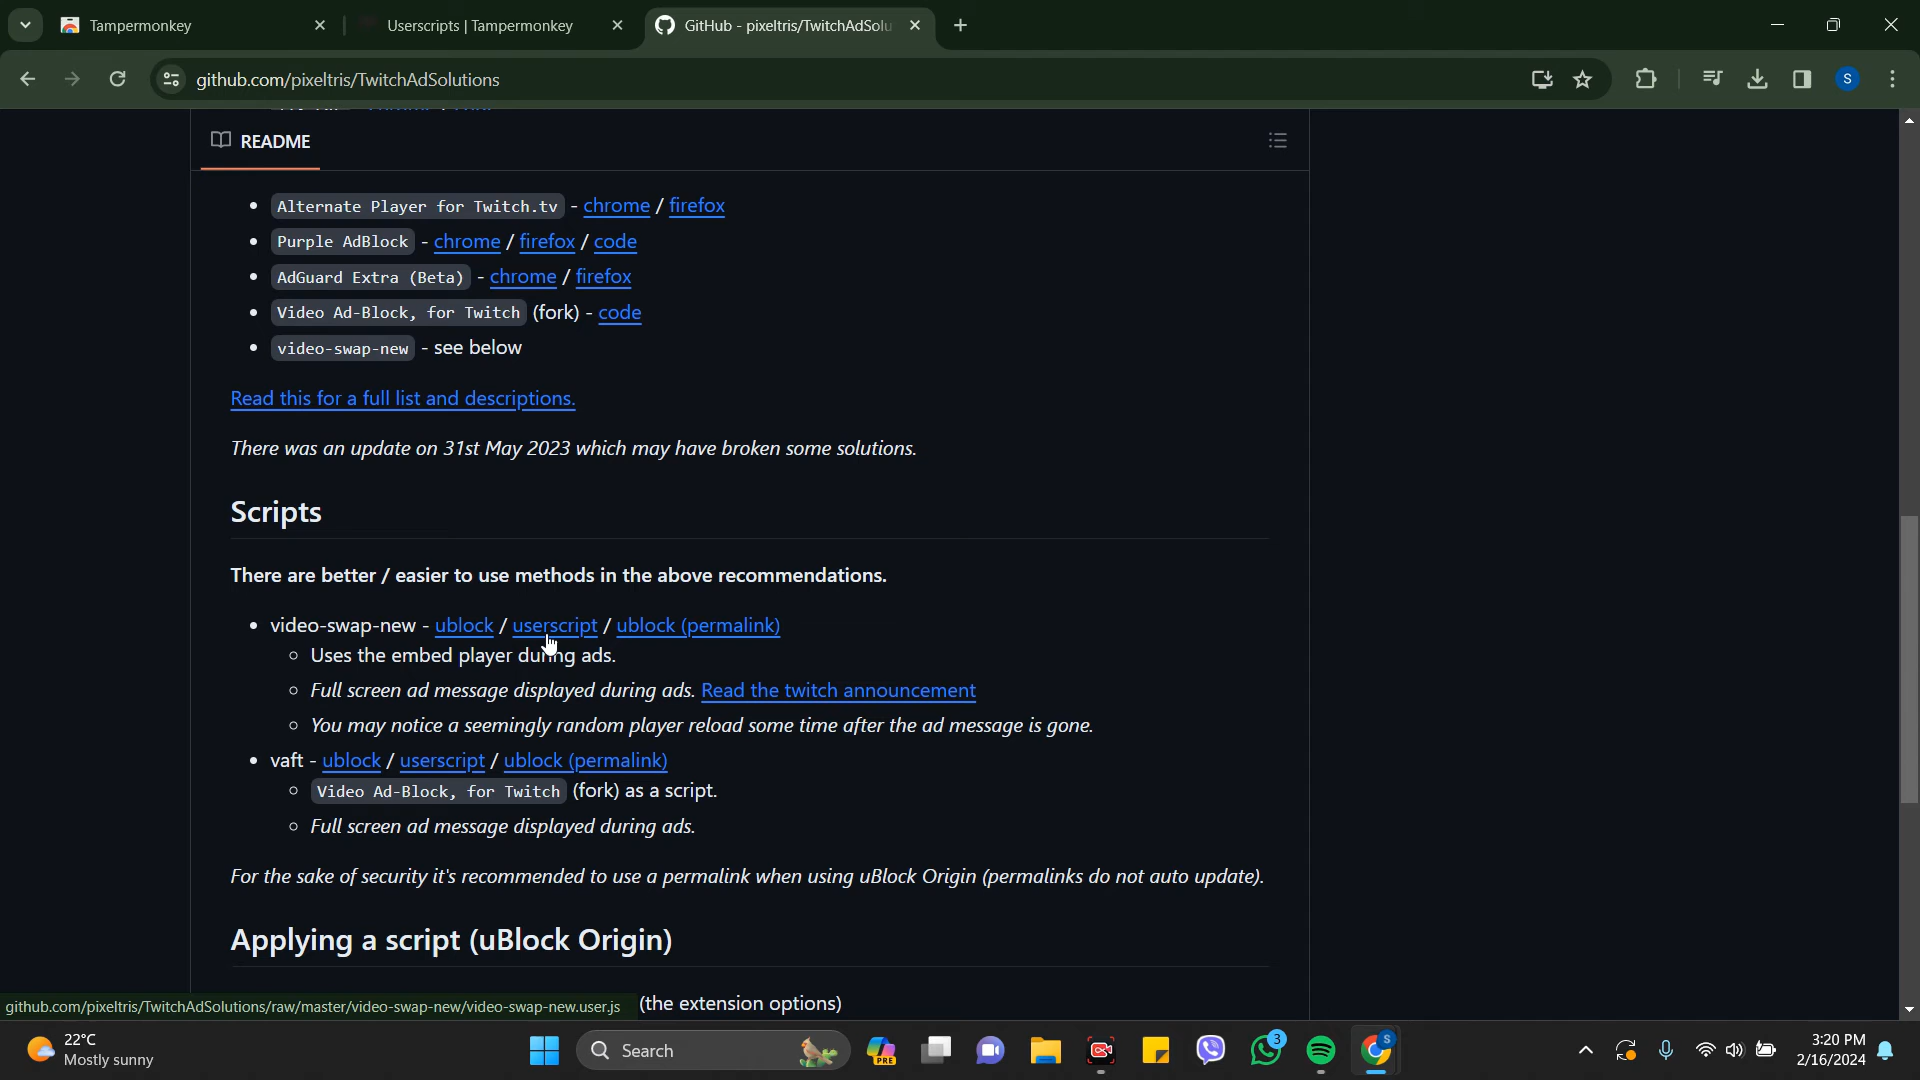 Tampermonkey
Userscripts | Tampermonkey
GitHub - pixeltris/TwitchAdSolu
github.com/pixeltris/TwitchAdSolutions
S
README
Alternate Player for Twitch.tv - chrome / firefox
Purple AdBlock - chrome / firefox / code
AdGuard Extra (Beta) - chrome / firefox
Video Ad-Block, for Twitch (fork) - code
video-swap-new - see below
Read this for a full list and descriptions.
There was an update on 31st May 2023 which may have broken some solutions.
Scripts
There are better / easier to use methods in the above recommendations.
video-swap-new - ublock / userscript / ublock (permalink)
Uses the embed player during ads.
Full screen ad message displayed during ads. Read the twitch announcement
You may notice a seemingly random player reload some time after the ad message is gone.
vaft - ublock / userscript / ublock (permalink)
Video Ad-Block, for Twitch (fork) as a script.
Full screen ad message displayed during ads.
For the sake of security it's recommended to use a permalink when using uBlock Origin (permalinks do not auto update).
Applying a script (uBlock Origin)
github.com/pixeltris/TwitchAdSolutions/raw/master/video-swap-new/video-swap-new.user.js (the extension options)
22°C
Mostly sunny
Search
PRE
3
S
3:20 PM
2/16/2024